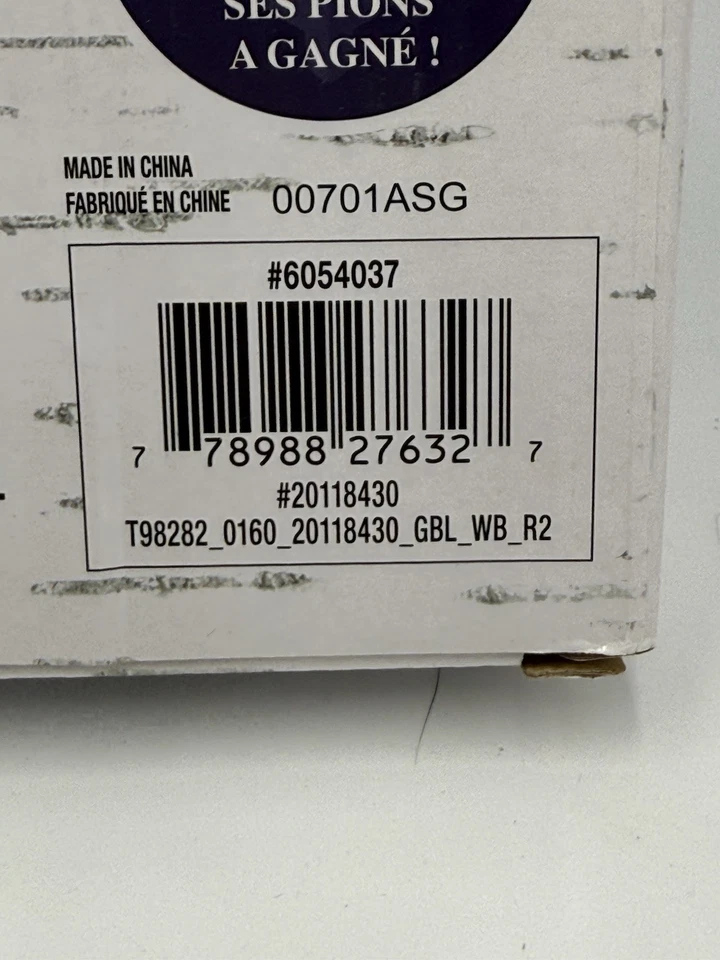 SES PIONS
A GAGNÉ !
MADE IN CHINA
FABRIQUÉ EN CHINE 00701ASG
#6054037
7 78988 27632 7
#20118430
T98282_0160_20118430_GBL_WB_R2